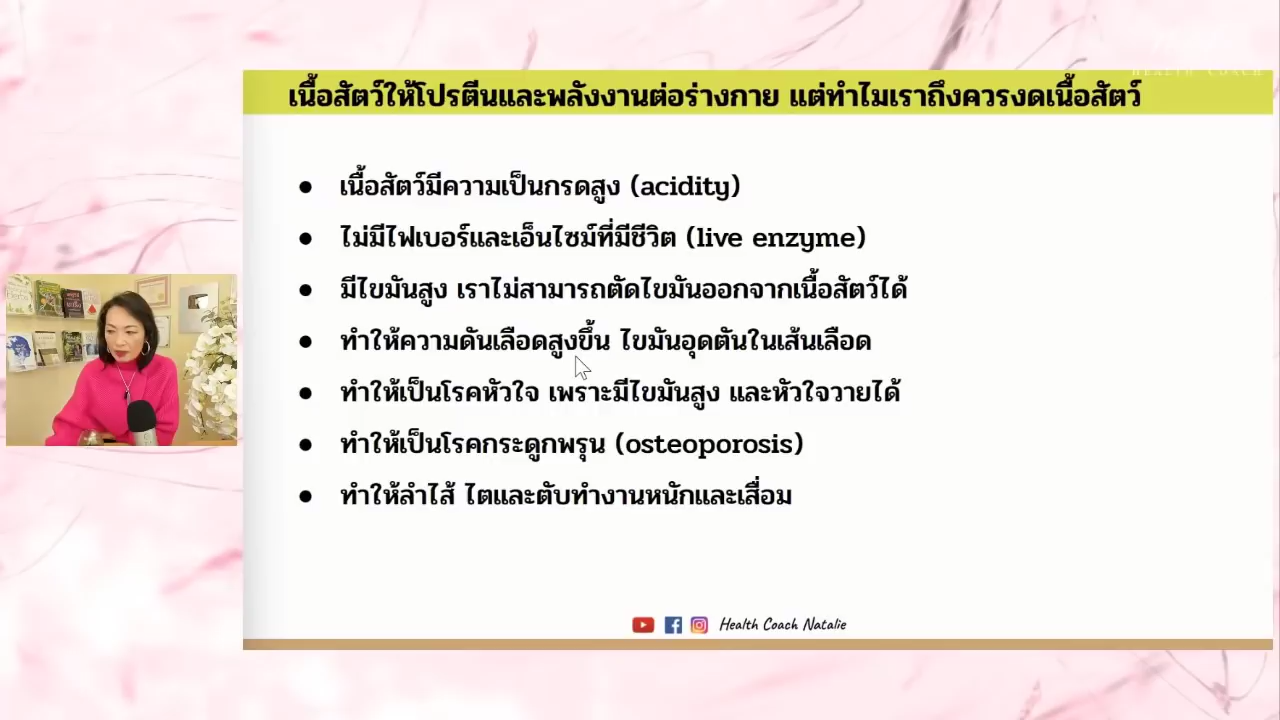 HEALTH COACH
เนื้อสัตว์ให้โปรตีนและพลังงานต่อร่างกาย แต่ทำไมเราถึงควรงดเนื้อสัตว์
● เนื้อสัตว์มีความเป็นกรดสูง (acidity)
● ไม่มีไฟเบอร์และเอ็นไซม์ที่มีชีวิต (live enzyme)
● มีไขมันสูง เราไม่สามารถตัดไขมันออกจากเนื้อสัตว์ได้
● ทำให้ความดันเลือดสูงขึ้น ไขมันอุดตันในเส้นเลือด
● ทำให้เป็นโรคหัวใจ เพราะมีไขมันสูง และหัวใจวายได้
● ทำให้เป็นโรคกระดูกพรุน (osteoporosis)
● ทำให้ลำไส้ ไตและตับทำงานหนักและเสื่อม
Health Coach Natalie